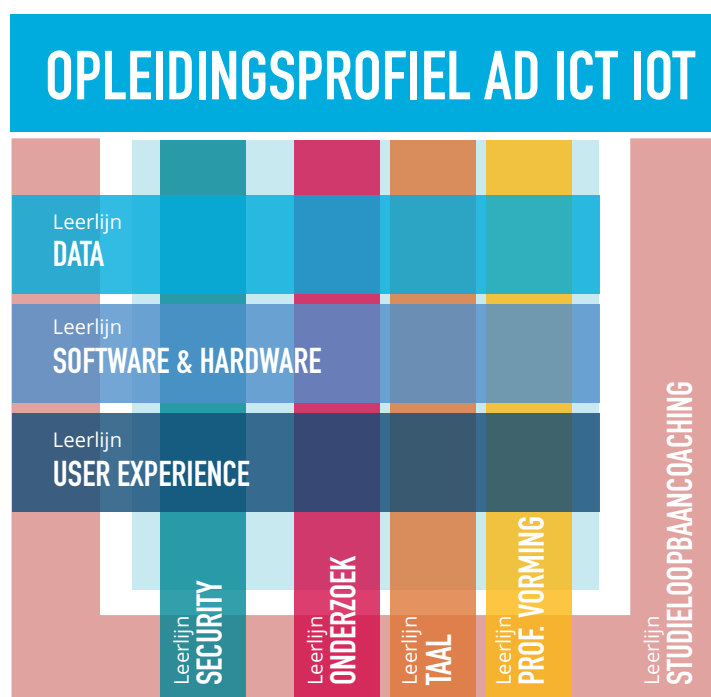 OPLEIDINGSPROFIEL AD ICT IOT
Leerlijn
DATA
Leerlijn
SOFTWARE & HARDWARE
Leerlijn
USER EXPERIENCE
Leerlijn
SECURITY
Leerlijn
ONDERZOEK
Leerlijn
TAAL
Leerlijn
PROF. VORMING
Leerlijn
STUDIELOOPBAANCOACHING